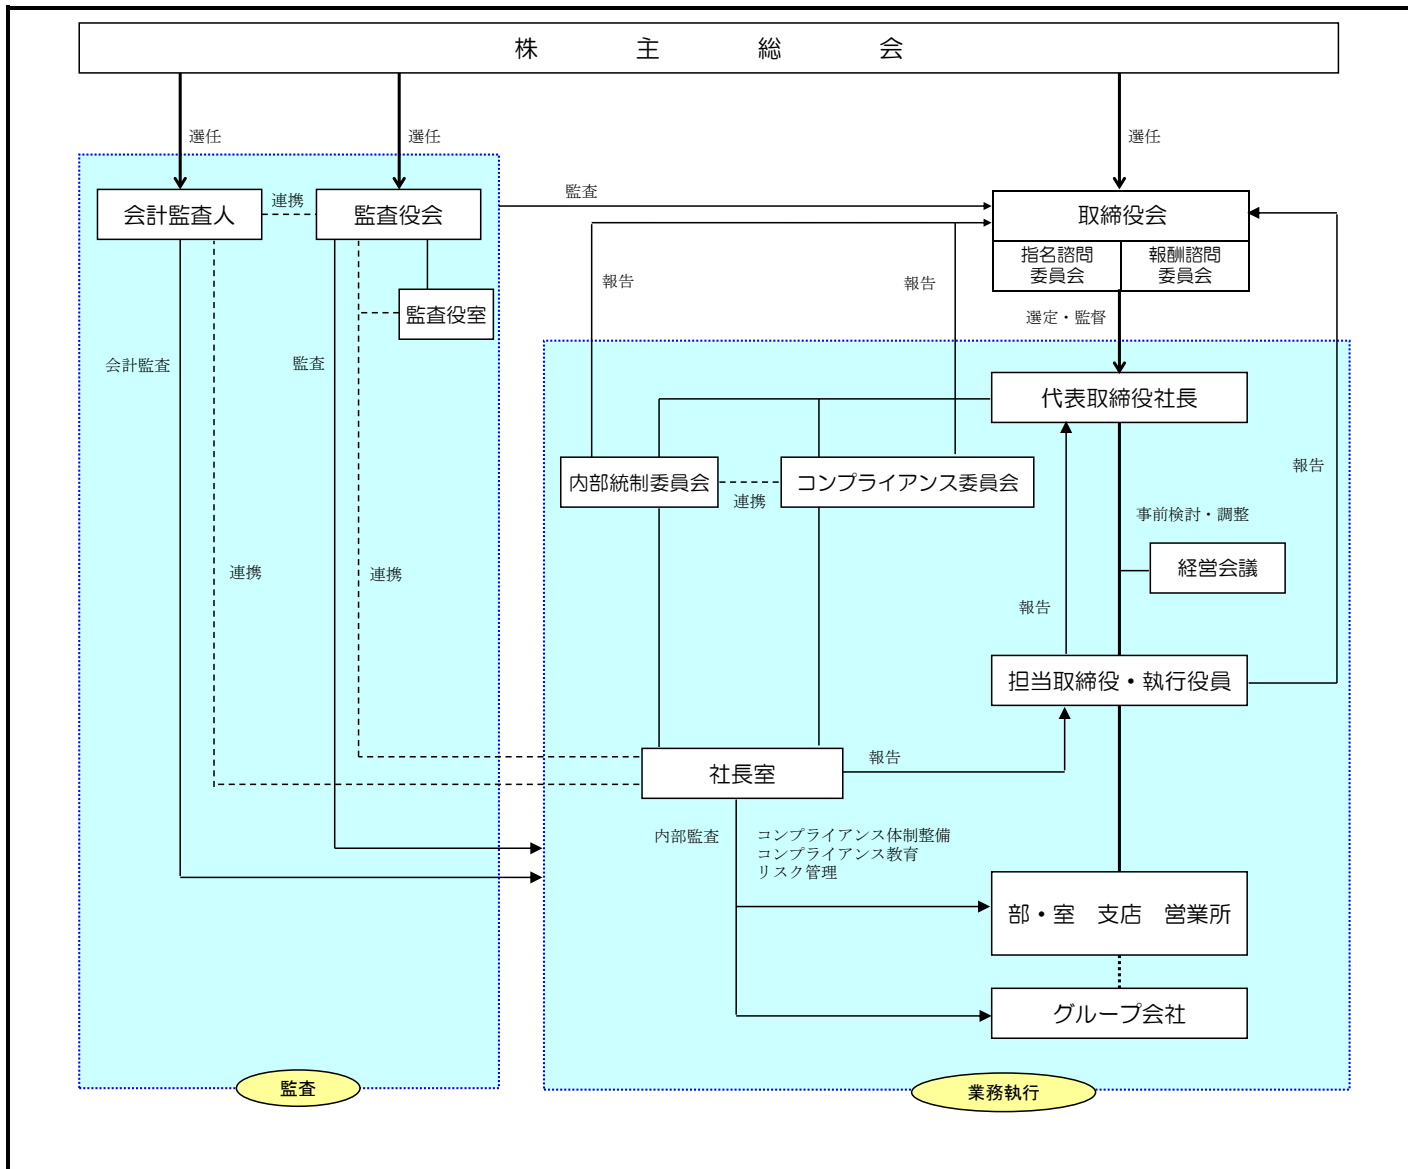 株主総会
選任
選任
選任
会計監査人
連携
監査役会
監査
取締役会
指名諮問
委員会
報酬諮問
委員会
監査役室
報告
報告
選定・監督
会計監査
監査
代表取締役社長
報告
内部統制委員会
連携
コンプライアンス委員会
事前検討・調整
経営会議
連携
連携
報告
担当取締役・執行役員
社長室
報告
内部監査
コンプライアンス体制整備
コンプライアンス教育
リスク管理
部・室　支店　営業所
グループ会社
監査
業務執行